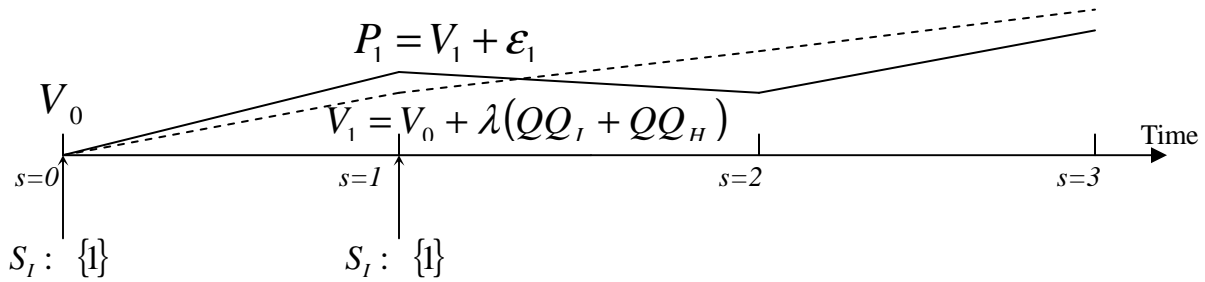 P₁ = V₁ + ε₁
V₀
V₁ = V₀ + λ(QQ_I + QQ_H)
Time
s=0 s=1 s=2 s=3
S_I : {1} S_I : {1}